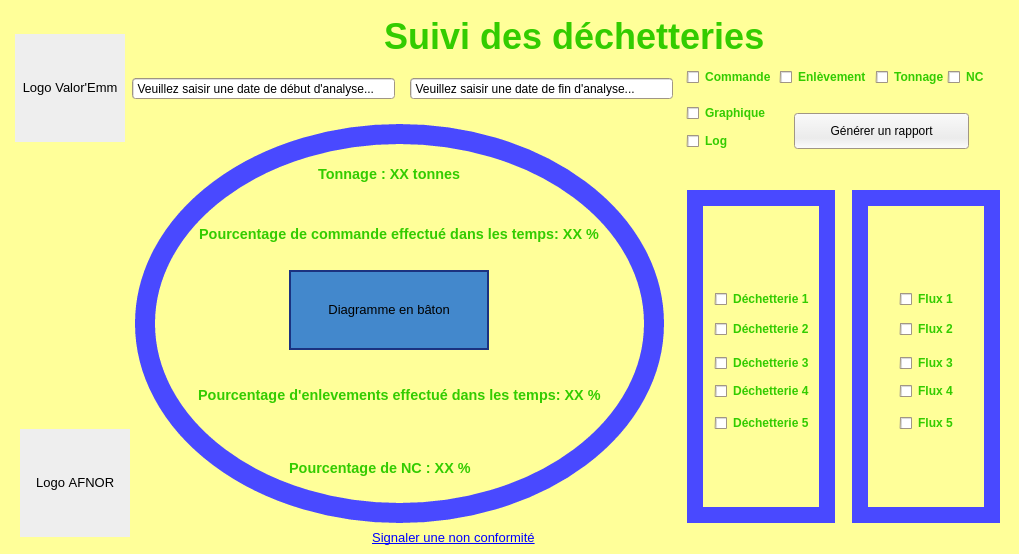 Suivi des déchetteries
Logo Valor'Emm
Veuillez saisir une date de début d'analyse...
Veuillez saisir une date de fin d'analyse...
Commande
Enlèvement
Tonnage
NC
Graphique
Log
Générer un rapport
Tonnage : XX tonnes
Pourcentage de commande effectué dans les temps: XX %
Diagramme en bâton
Pourcentage d'enlevements effectué dans les temps: XX %
Pourcentage de NC : XX %
Déchetterie 1
Déchetterie 2
Déchetterie 3
Déchetterie 4
Déchetterie 5
Flux 1
Flux 2
Flux 3
Flux 4
Flux 5
Logo AFNOR
Signaler une non conformité